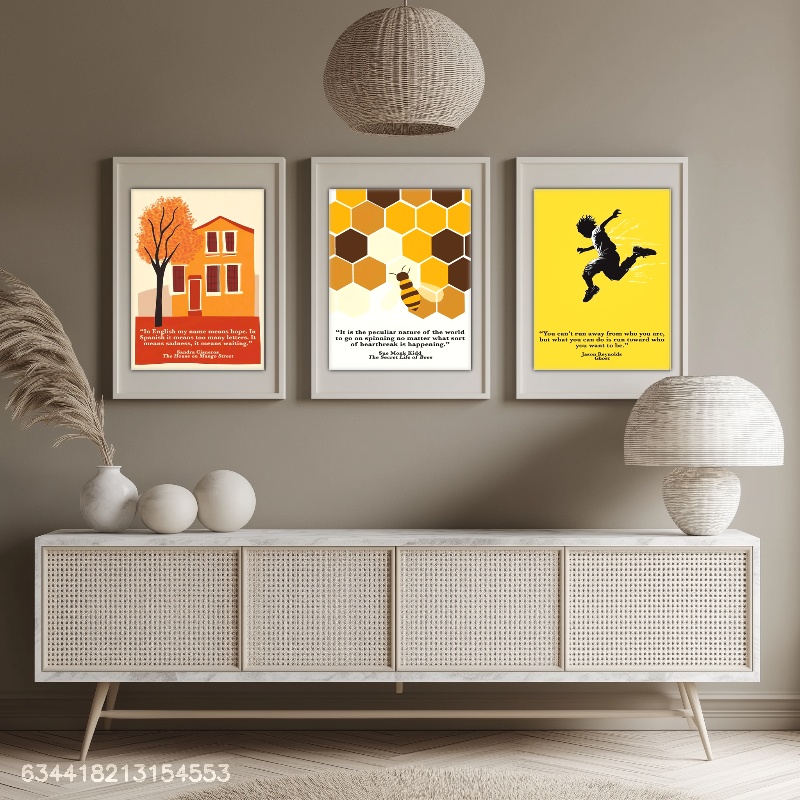 "In English my name means hope. In
Spanish it means too many letters. It
means sadness, it means waiting."
Sandra Cisneros
The House on Mango Street
"It is the peculiar nature of the world
to go on spinning no matter what sort
of heartbreak is happening."
Sue Monk Kidd
The Secret Life of Bees
"You can't run away from who you are,
but what you can do is run toward who
you want to be."
Jason Reynolds
Ghost
634418213154553